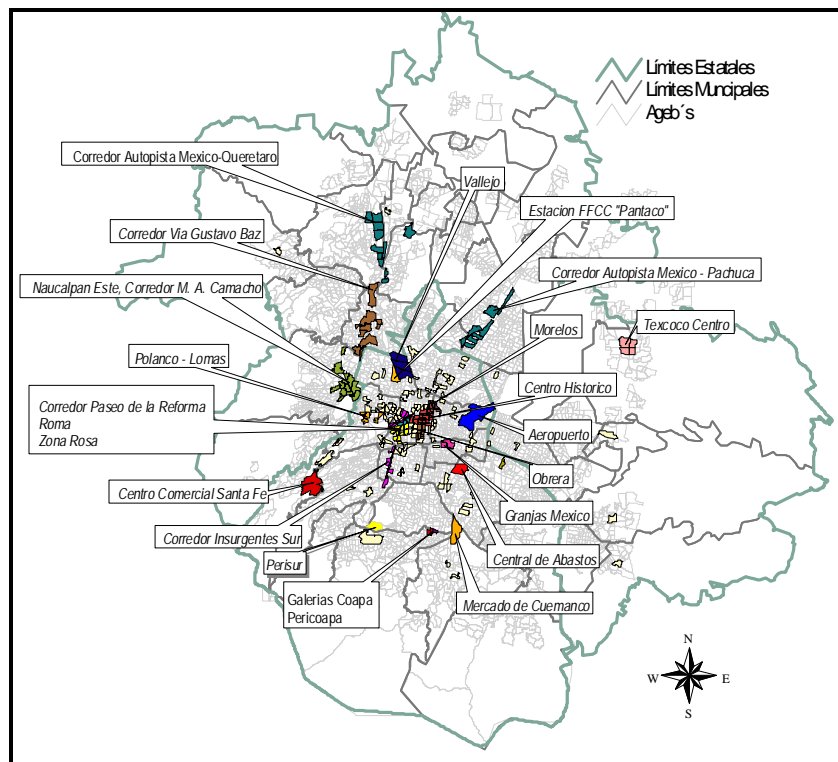 Límites Estatales
Límites Muncipales
Ageb´s
Corredor Autopista Mexico-Queretaro
Vallejo
Estacion FFCC "Pantaco"
Corredor Via Gustavo Baz
Naucalpan Este, Corredor M. A. Camacho
Corredor Autopista Mexico - Pachuca
Morelos
Texcoco Centro
Polanco - Lomas
Centro Historico
Corredor Paseo de la Reforma
Roma
Zona Rosa
Aeropuerto
Obrera
Centro Comercial Santa Fe
Granjas Mexico
Corredor Insurgentes Sur
Central de Abastos
Perisur
Galerias Coapa
Pericoapa
Mercado de Cuemanco
N
W
E
S